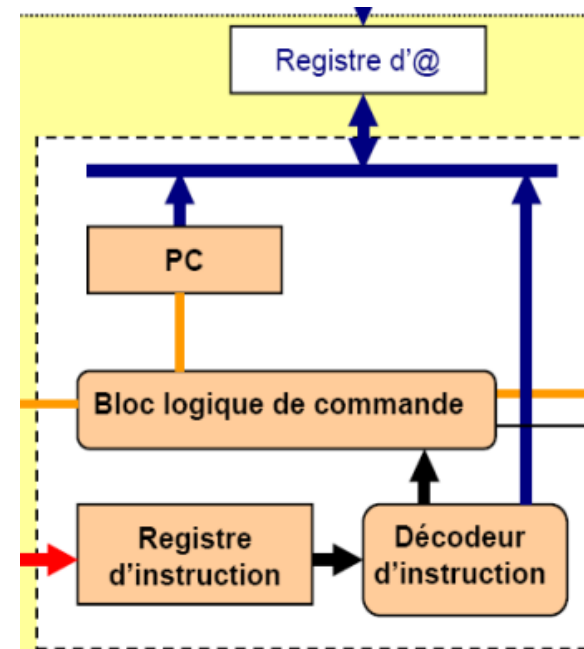 Registre d'@
PC
Bloc logique de commande
Registre
d'instruction
Décodeur
d'instruction